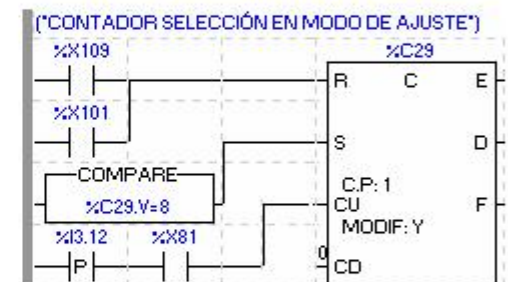 (*CONTADOR SELECCIÓN EN MODO DE AJUSTE*)
%X109 %C29
R C E
%X101
S D
COMPARE
%C29.V=8
C.P: 1
CU F
MODIF: Y
%I3.12 %X81
P
0
CD